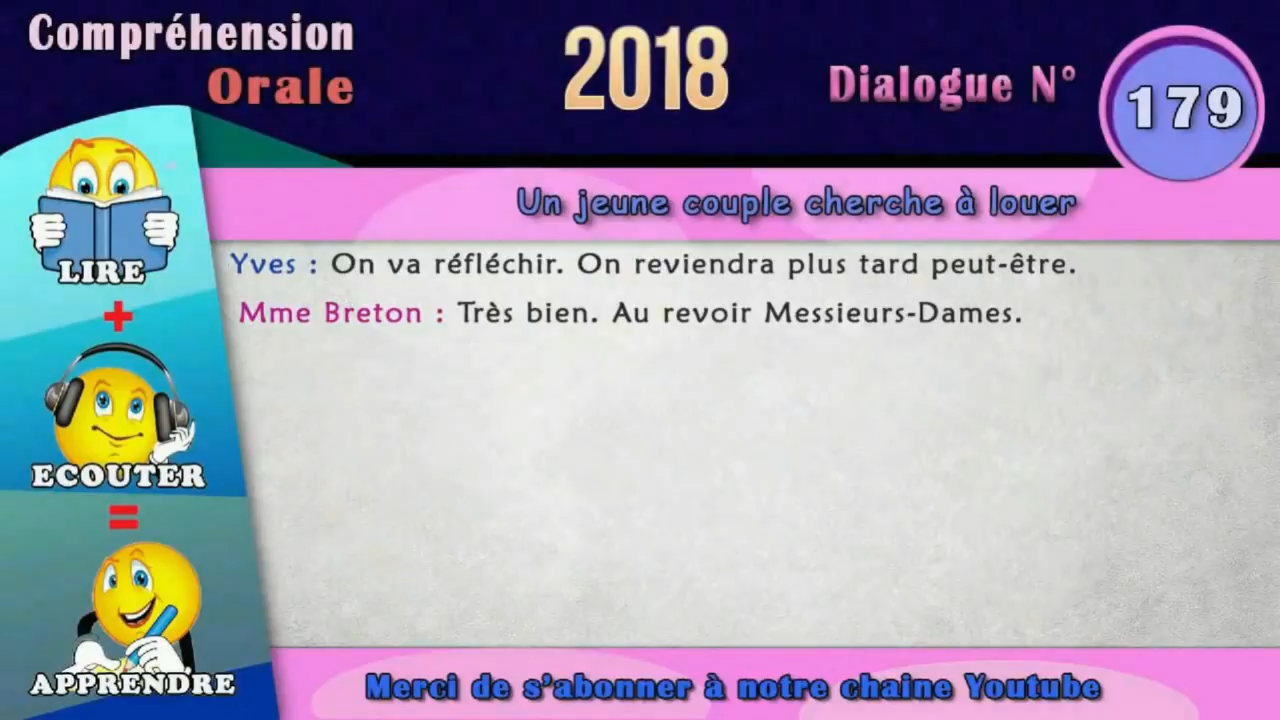 Compréhension
Orale
2018
Dialogue N°
179
Un jeune couple cherche à louer
Yves : On va réfléchir. On reviendra plus tard peut-être.
Mme Breton : Très bien. Au revoir Messieurs-Dames.
LIRE
+
ECOUTER
=
APPRENDRE
Merci de s'abonner à notre chaine Youtube